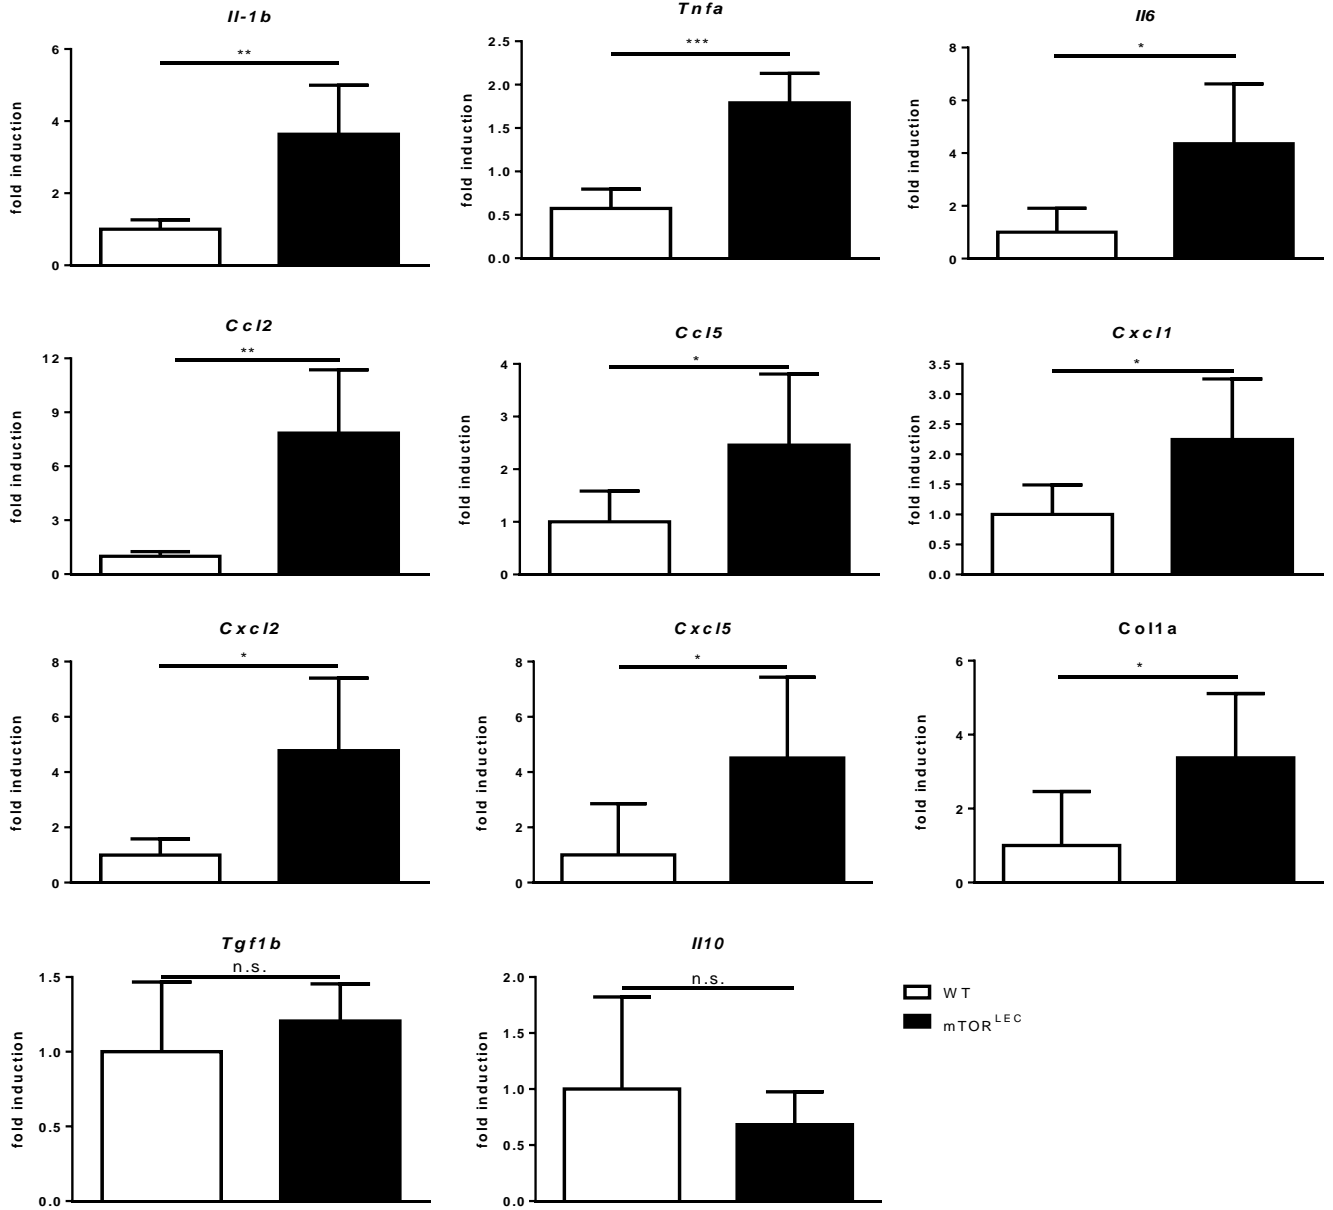 Il-1b
**
6
4
2
0
fold induction
Tnfa
***
2.5
2.0
1.5
1.0
0.5
0.0
fold induction
Il6
*
8
6
4
2
0
fold induction
Ccl2
**
12
9
6
3
0
fold induction
Ccl5
*
4
3
2
1
0
fold induction
Cxcl1
*
3.5
3.0
2.5
2.0
1.5
1.0
0.5
0.0
fold induction
Cxcl2
*
8
6
4
2
0
fold induction
Cxcl5
*
8
6
4
2
0
fold induction
Col1a
*
6
4
2
0
fold induction
Tgf1b
n.s.
1.5
1.0
0.5
0.0
fold induction
Il10
n.s.
2.0
1.5
1.0
0.5
0.0
fold induction
WT
mTOR^LEC